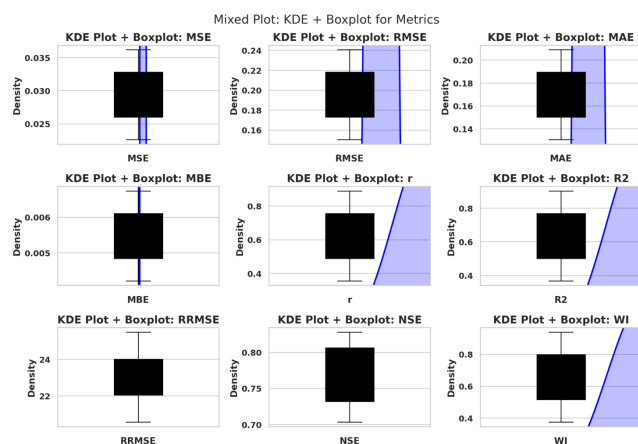 Mixed Plot: KDE + Boxplot for Metrics
KDE Plot + Boxplot: MSE
KDE Plot + Boxplot: RMSE
KDE Plot + Boxplot: MAE
Density
0.035
0.030
0.025
MSE
Density
0.24
0.22
0.20
0.18
0.16
RMSE
Density
0.20
0.18
0.16
0.14
MAE
KDE Plot + Boxplot: MBE
KDE Plot + Boxplot: r
KDE Plot + Boxplot: R2
Density
0.006
0.005
MBE
Density
0.8
0.6
0.4
r
Density
0.8
0.6
0.4
R2
KDE Plot + Boxplot: RRMSE
KDE Plot + Boxplot: NSE
KDE Plot + Boxplot: WI
Density
24
22
RRMSE
Density
0.80
0.75
0.70
NSE
Density
0.8
0.6
0.4
WI